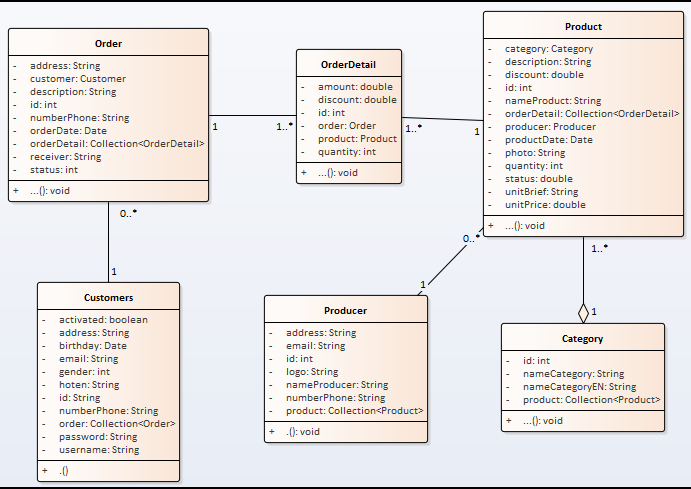 Order
- address: String
- customer: Customer
- description: String
- id: int
- numberPhone: String
- orderDate: Date
- orderDetail: Collection<OrderDetail>
- receiver: String
- status: int
+ ...(): void
1
1..*
OrderDetail
- amount: double
- discount: double
- id: int
- order: Order
- product: Product
- quantity: int
+ ...(): void
1..*
1
Product
- category: Category
- description: String
- discount: double
- id: int
- nameProduct: String
- orderDetail: Collection<OrderDetail>
- producer: Producer
- productDate: Date
- photo: String
- quantity: int
- status: double
- unitBrief: String
- unitPrice: double
+ ...(): void
0..*
1
0..*
1
1..*
1
Customers
- activated: boolean
- address: String
- birthday: Date
- email: String
- gender: int
- hoten: String
- id: String
- numberPhone: String
- order: Collection<Order>
- password: String
- username: String
+ .()
Producer
- address: String
- email: String
- id: int
- logo: String
- nameProducer: String
- numberPhone: String
- product: Collection<Product>
+ .(): void
Category
- id: int
- nameCategory: String
- nameCategoryEN: String
- product: Collection<Product>
+ ...(): void